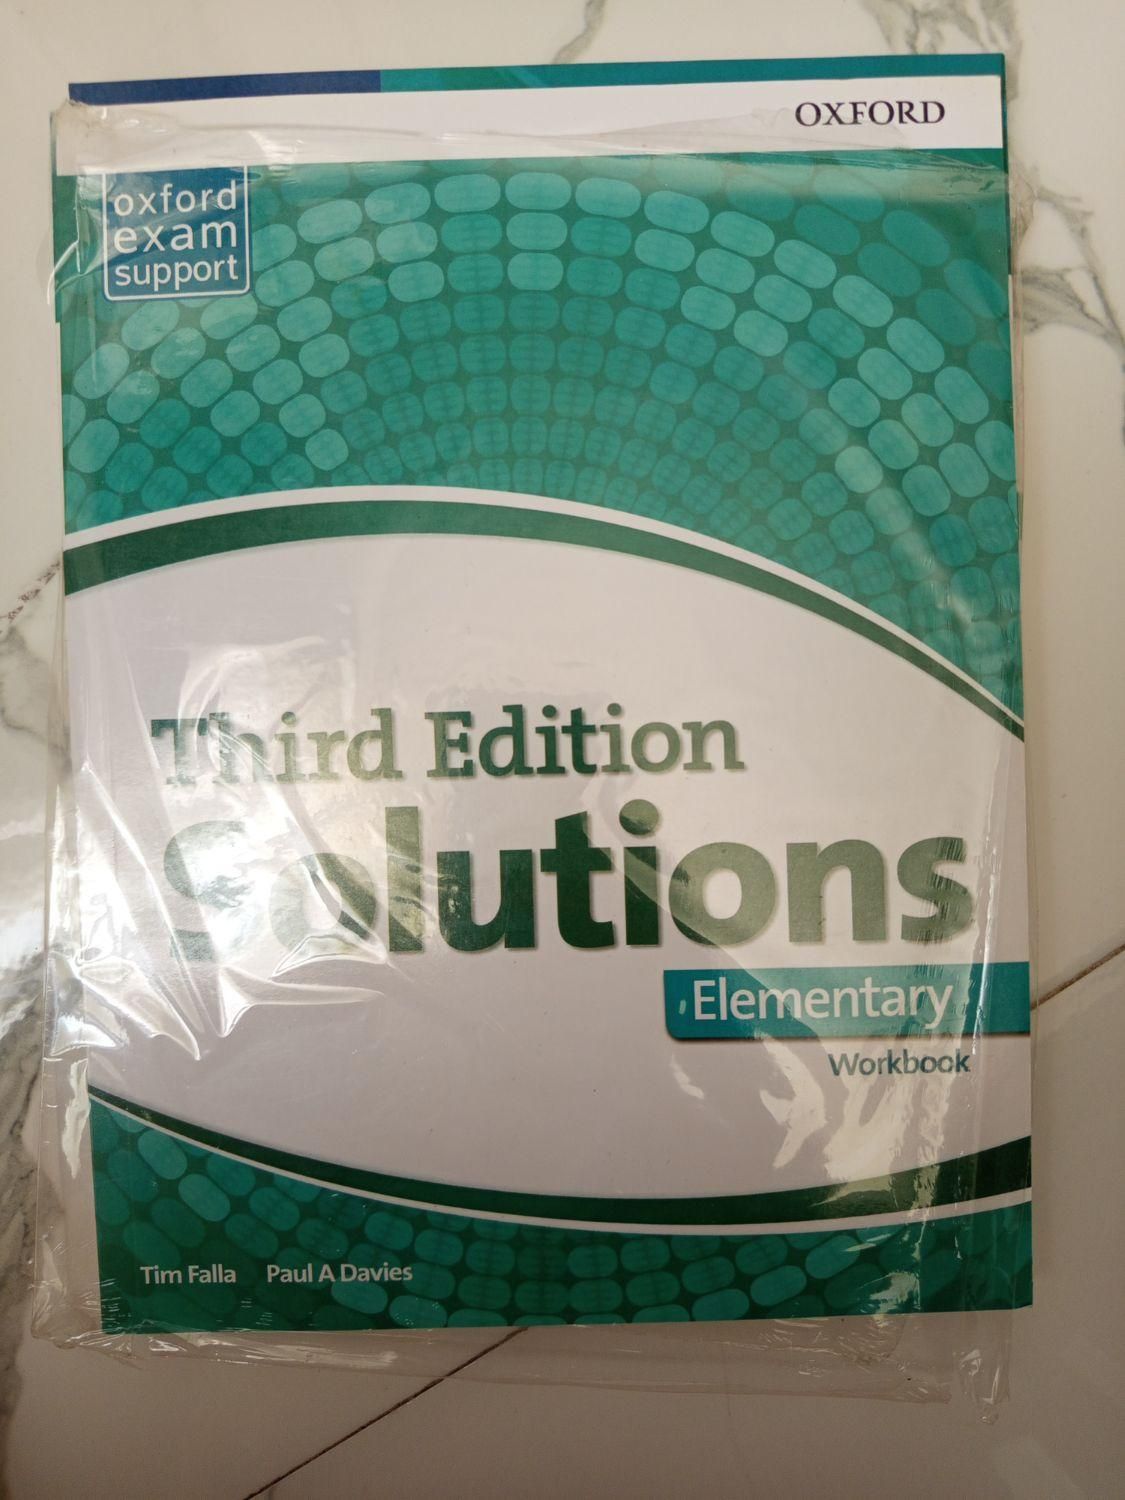 OXFORD
oxford
exam
support
Third Edition
Solutions
Elementary
Workbook
Tim Falla Paul A Davies